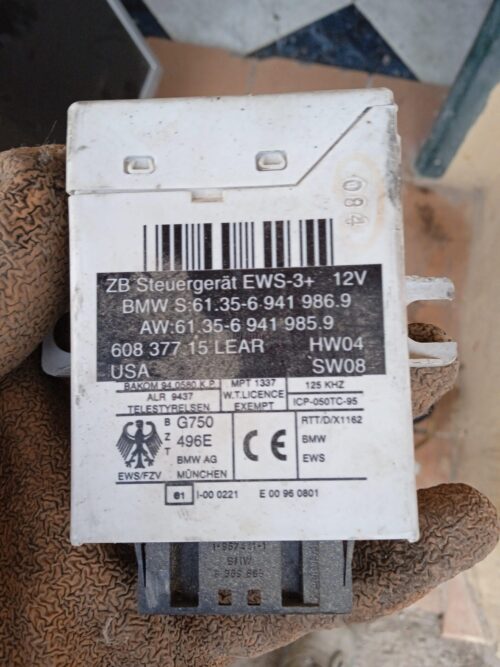 084
ZB Steuergerät EWS-3+ 12V
BMW S:61.35-6 941 986.9
AW:61.35-6 941 985.9
608 377 15 LEAR HW04
USA SW08
BAKOM 94.0580.K.P. MPT 1337 125 KHZ
ALR 9437 W.T.LICENCE ICP-050TC-95
TELESTYRELSEN EXEMPT
BZT G750 CE RTT/D/X1162
496E BMW
BMW AG EWS
EWS/FZV MÜNCHEN
e1 I-00 0221 E 00 96 0801
BMW